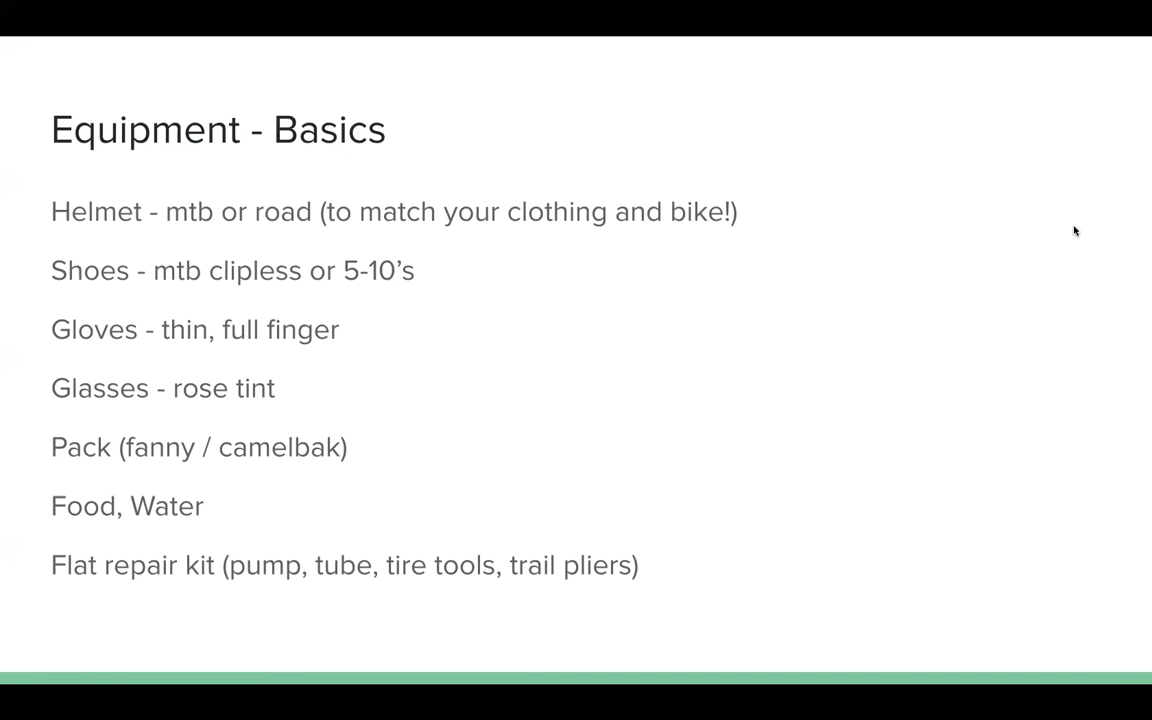 Equipment - Basics
Helmet - mtb or road (to match your clothing and bike!)
Shoes - mtb clipless or 5-10’s
Gloves - thin, full finger
Glasses - rose tint
Pack (fanny / camelbak)
Food, Water
Flat repair kit (pump, tube, tire tools, trail pliers)